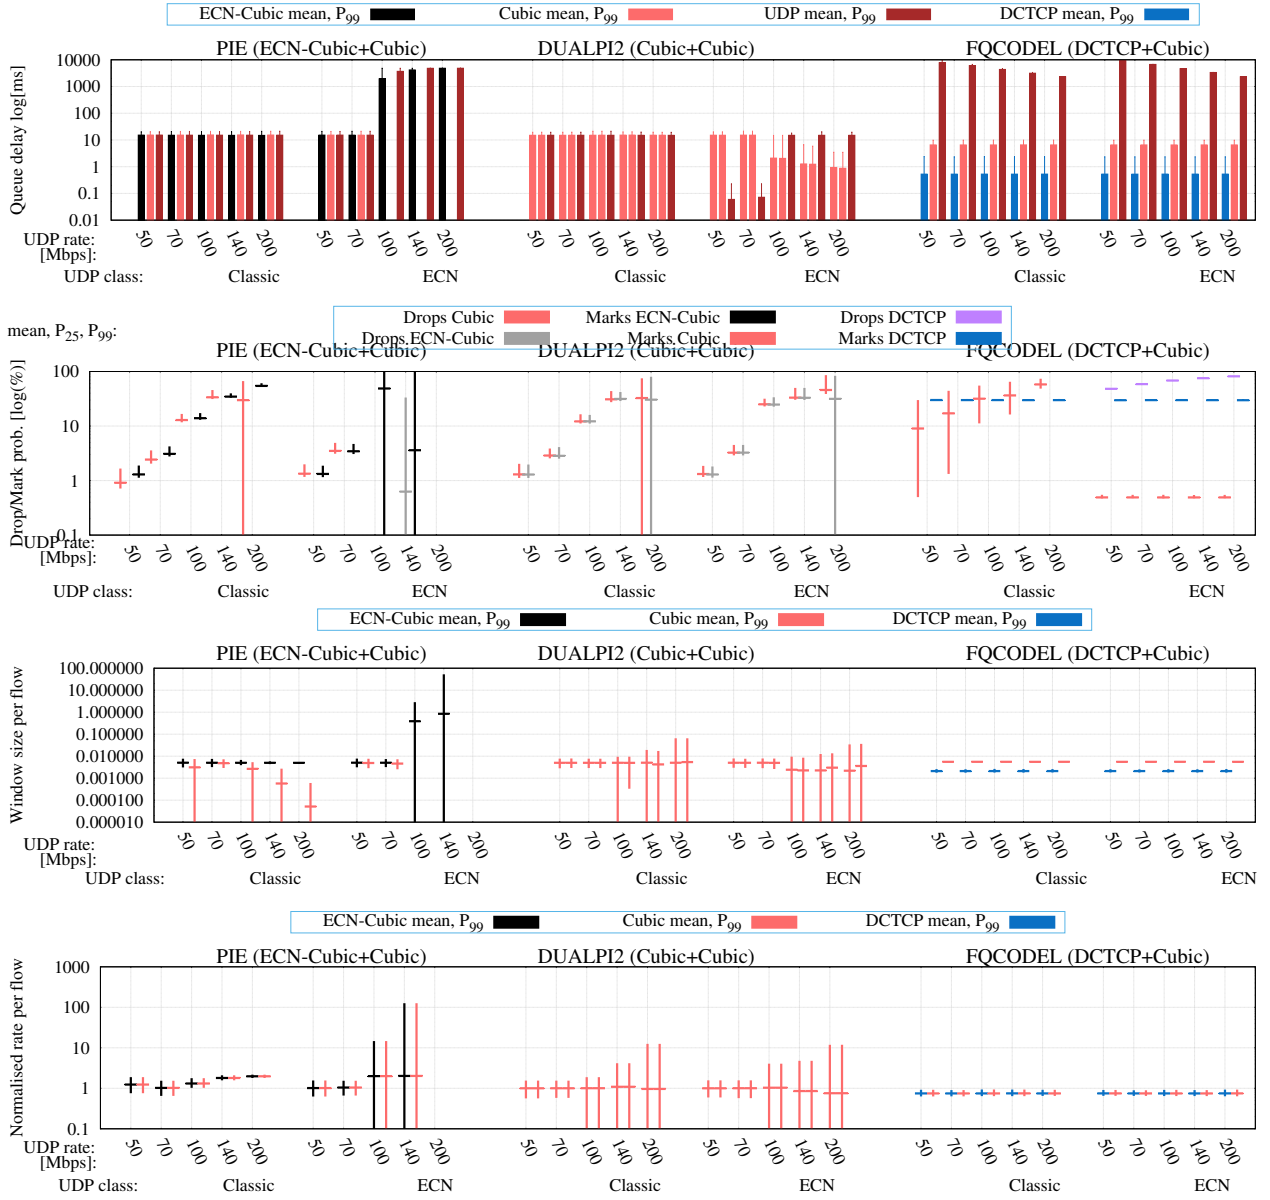 ECN-Cubic mean, P99 Cubic mean, P99 UDP mean, P99 DCTCP mean, P99
PIE (ECN-Cubic+Cubic) DUALPI2 (Cubic+Cubic) FQCODEL (DCTCP+Cubic)
Queue delay log[ms]
10000
1000
100
10
1
0.1
0.01
UDP rate: 50 70 100 140 200 50 70 100 140 200 50 70 100 140 200 50 70 100 140 200 50 70 100 140 200 50 70 100 140 200
[Mbps]:
UDP class: Classic ECN Classic ECN Classic ECN
mean, P25, P99:
Drops Cubic Marks ECN-Cubic Drops DCTCP
Drops ECN-Cubic Marks Cubic Marks DCTCP
PIE (ECN-Cubic+Cubic) DUALPI2 (Cubic+Cubic) FQCODEL (DCTCP+Cubic)
Drop/Mark prob. [log(%)]
100
10
1
0.1
UDP rate: 50 70 100 140 200 50 70 100 140 200 50 70 100 140 200 50 70 100 140 200 50 70 100 140 200 50 70 100 140 200
[Mbps]:
UDP class: Classic ECN Classic ECN Classic ECN
ECN-Cubic mean, P99 Cubic mean, P99 DCTCP mean, P99
PIE (ECN-Cubic+Cubic) DUALPI2 (Cubic+Cubic) FQCODEL (DCTCP+Cubic)
Window size per flow
100.000000
10.000000
1.000000
0.100000
0.010000
0.001000
0.000100
0.000010
UDP rate: 50 70 100 140 200 50 70 100 140 200 50 70 100 140 200 50 70 100 140 200 50 70 100 140 200 50 70 100 140 200
[Mbps]:
UDP class: Classic ECN Classic ECN Classic ECN
ECN-Cubic mean, P99 Cubic mean, P99 DCTCP mean, P99
PIE (ECN-Cubic+Cubic) DUALPI2 (Cubic+Cubic) FQCODEL (DCTCP+Cubic)
Normalised rate per flow
1000
100
10
1
0.1
UDP rate: 50 70 100 140 200 50 70 100 140 200 50 70 100 140 200 50 70 100 140 200 50 70 100 140 200 50 70 100 140 200
[Mbps]:
UDP class: Classic ECN Classic ECN Classic ECN